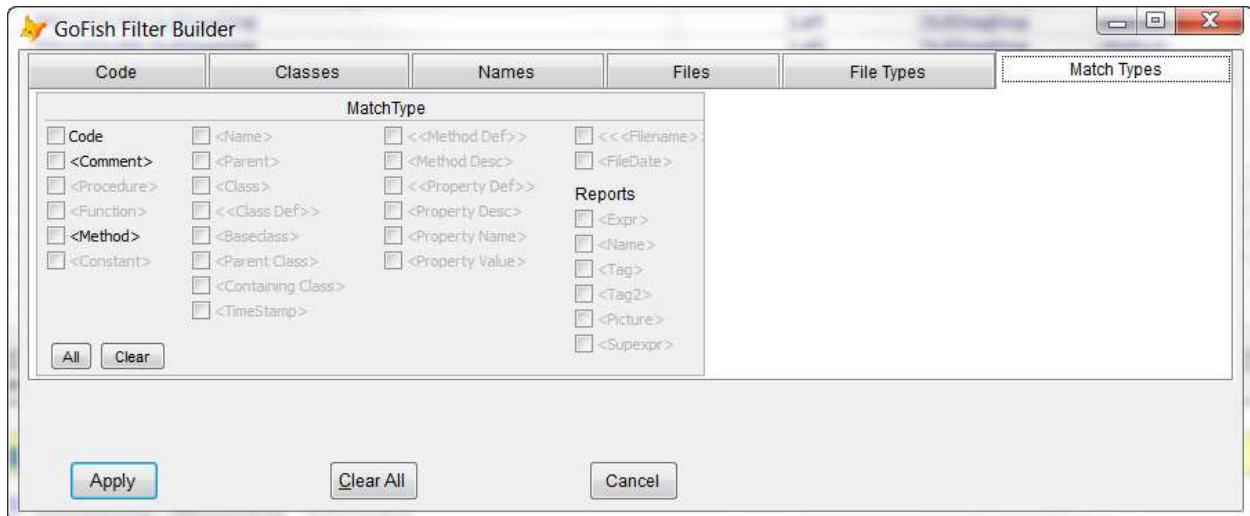 GoFish Filter Builder
Code Classes Names Files File Types Match Types
MatchType
Code
<Comment>
<Procedure>
<Function>
<Method>
<Constant>
<Name>
<Parent>
<Class>
<<Class Def>>
<Baseclass>
<Parent Class>
<Containing Class>
<TimeStamp>
<<Method Def>>
<Method Desc>
<<Property Def>>
<Property Desc>
<Property Name>
<Property Value>
<<<Filename>>
<FileDate>
Reports
<Expr>
<Name>
<Tag>
<Tag2>
<Picture>
<Supexpr>
All Clear
Apply Clear All Cancel